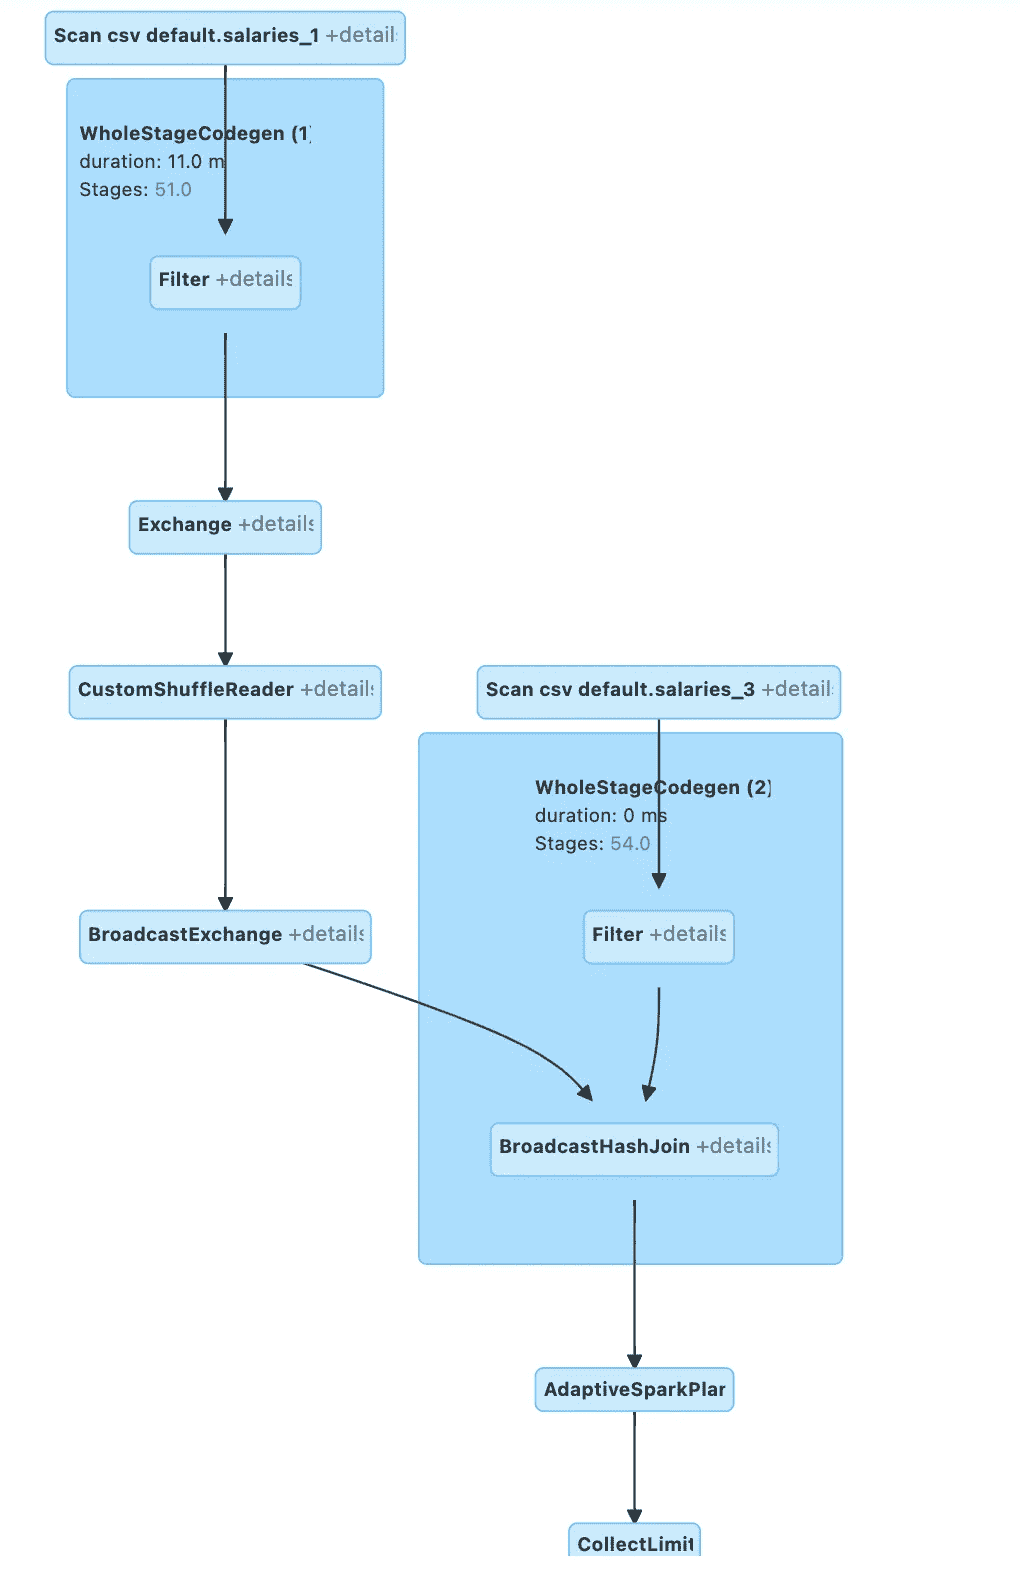 Scan csv default.salaries_1 +detail
WholeStageCodegen (1)
duration: 11.0 m
Stages: 51.0
Filter +details
Exchange +details
CustomShuffleReader +details
Scan csv default.salaries_3 +detail
WholeStageCodegen (2)
duration: 0 ms
Stages: 54.0
BroadcastExchange +details
Filter +details
BroadcastHashJoin +details
AdaptiveSparkPlan
CollectLimit